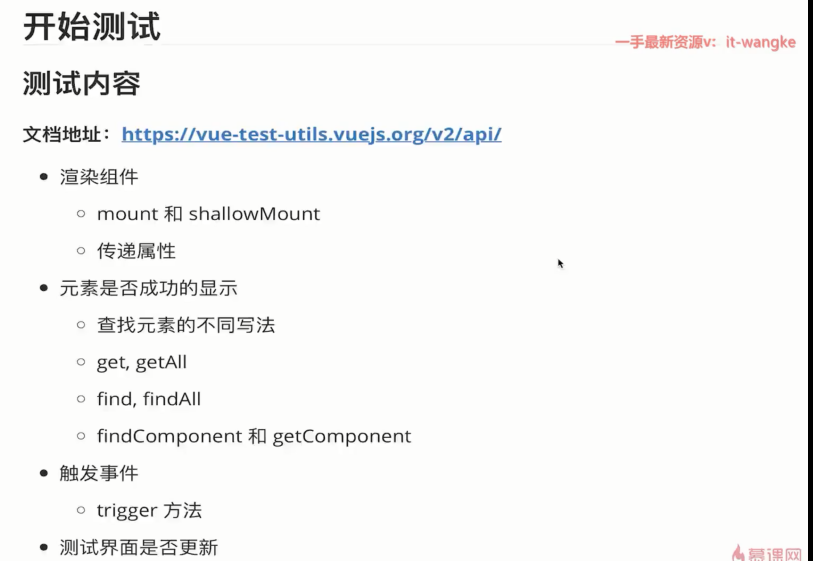 开始测试
一手最新资源v：it-wangke
测试内容
文档地址：https://vue-test-utils.vuejs.org/v2/api/
渲染组件
mount 和 shallowMount
传递属性
元素是否成功的显示
查找元素的不同写法
get, getAll
find, findAll
findComponent 和 getComponent
触发事件
trigger 方法
测试界面是否更新
慕课网